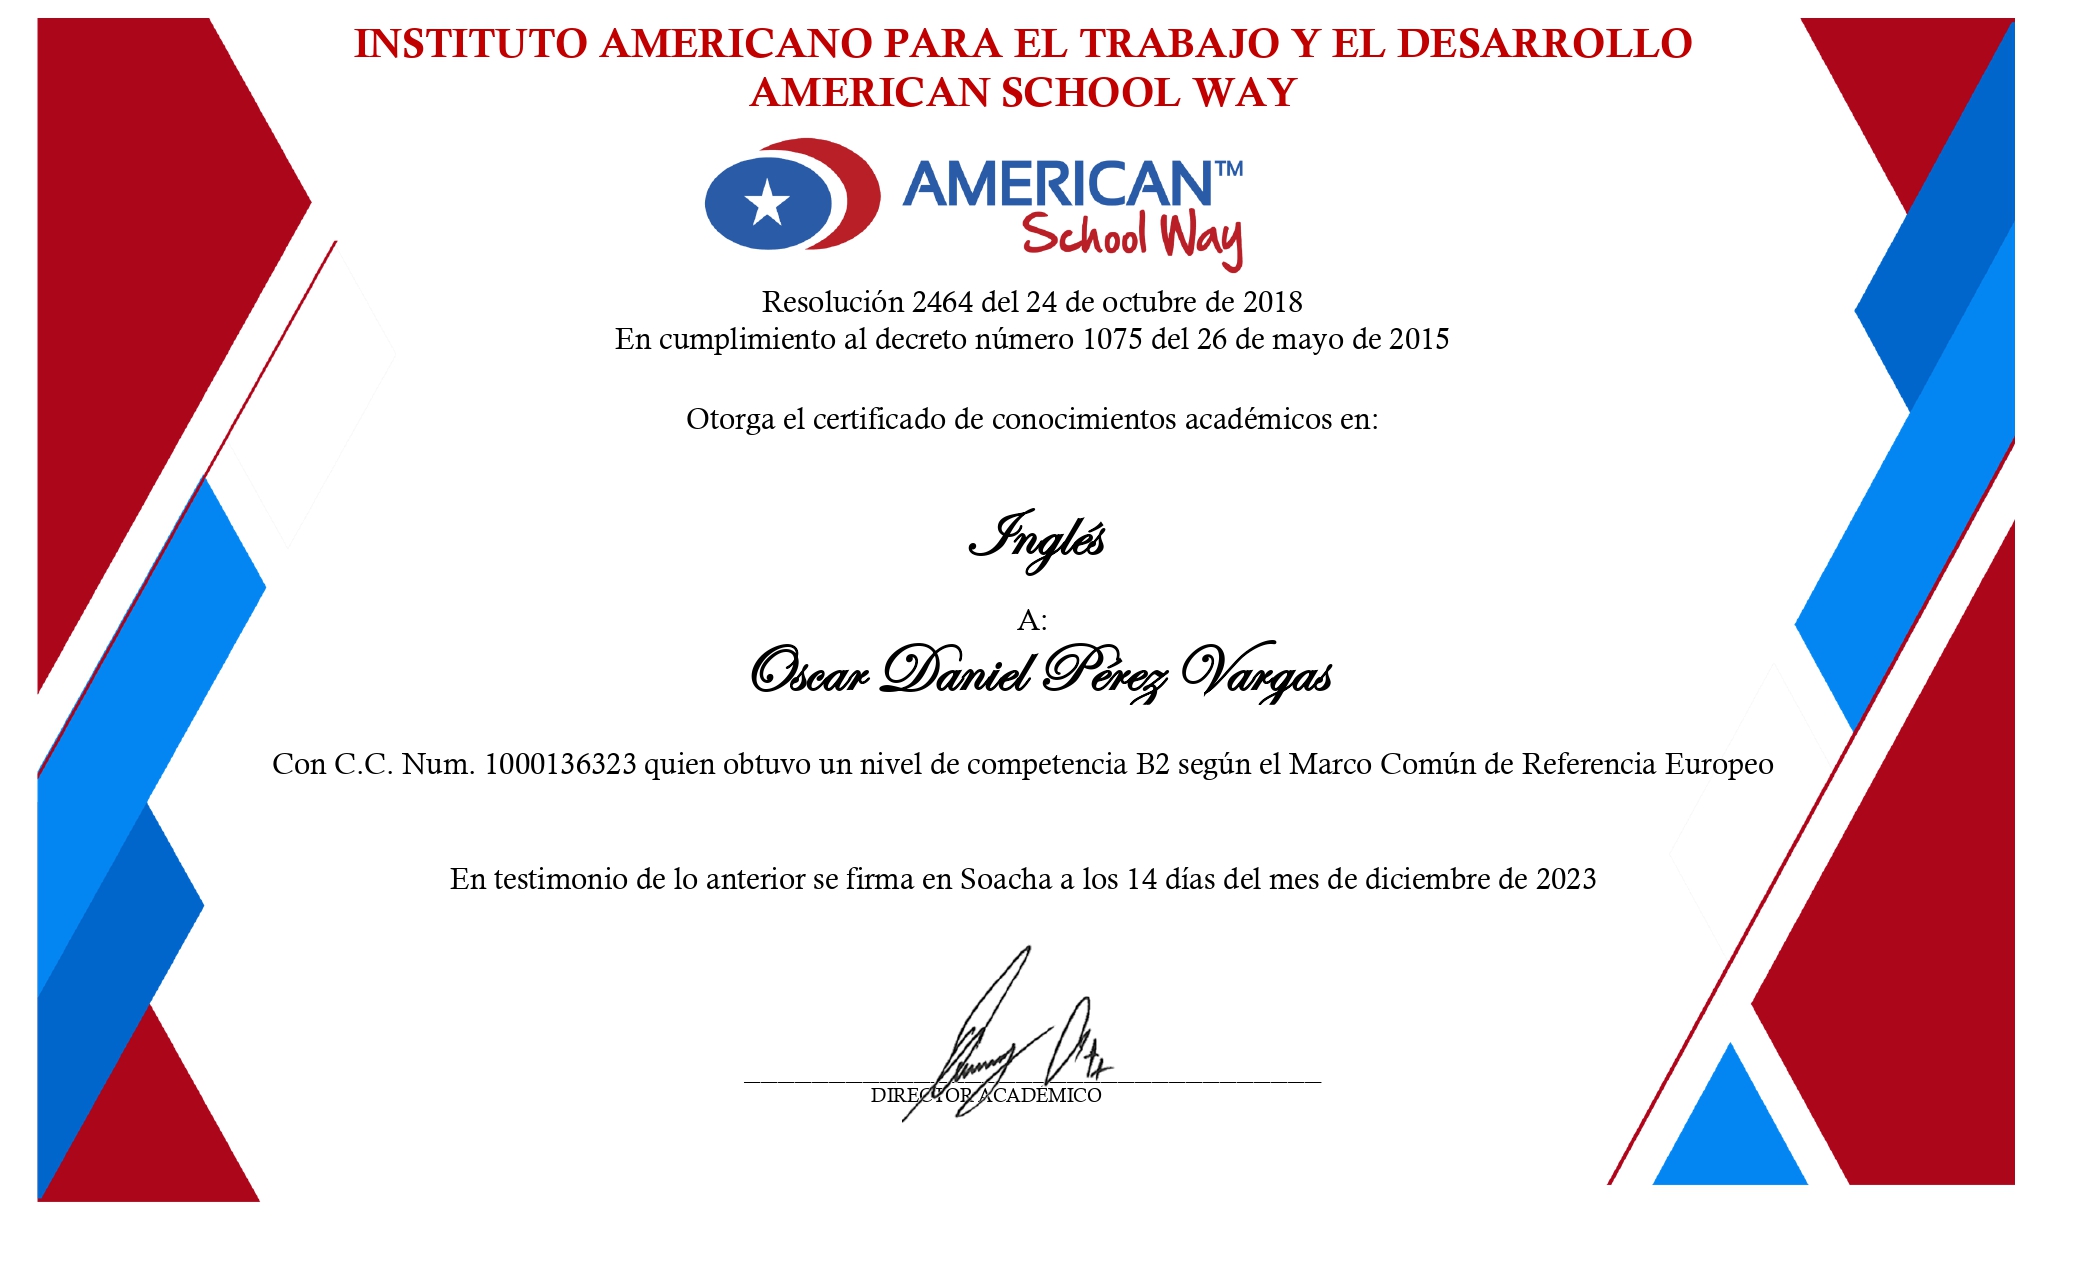 INSTITUTO AMERICANO PARA EL TRABAJO Y EL DESARROLLO
AMERICAN SCHOOL WAY
AMERICAN™
School Way
Resolución 2464 del 24 de octubre de 2018
En cumplimiento al decreto número 1075 del 26 de mayo de 2015
Otorga el certificado de conocimientos académicos en:
Inglés
A:
Oscar Daniel Pérez Vargas
Con C.C. Num. 1000136323 quien obtuvo un nivel de competencia B2 según el Marco Común de Referencia Europeo
En testimonio de lo anterior se firma en Soacha a los 14 días del mes de diciembre de 2023
DIRECTOR ACADÉMICO